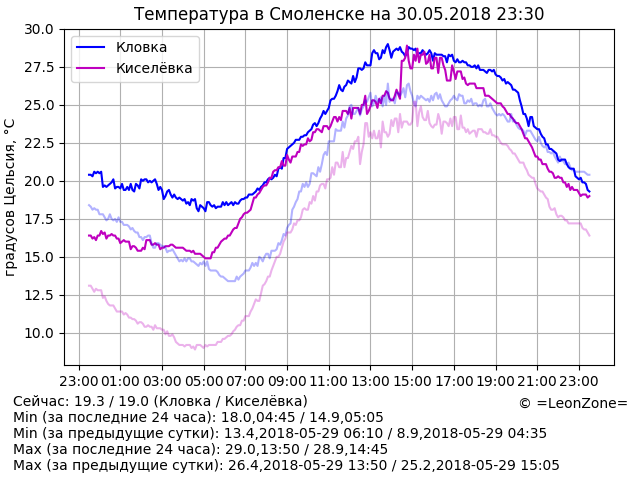 Температура в Смоленске на 30.05.2018 23:30
градусов Цельсия, °C
30.0
27.5
25.0
22.5
20.0
17.5
15.0
12.5
10.0
Кловка
Киселёвка
23:00 01:00 03:00 05:00 07:00 09:00 11:00 13:00 15:00 17:00 19:00 21:00 23:00
Сейчас: 19.3 / 19.0 (Кловка / Киселёвка)
© =LeonZone=
Min (за последние 24 часа): 18.0,04:45 / 14.9,05:05
Min (за предыдущие сутки): 13.4,2018-05-29 06:10 / 8.9,2018-05-29 04:35
Max (за последние 24 часа): 29.0,13:50 / 28.9,14:45
Max (за предыдущие сутки): 26.4,2018-05-29 13:50 / 25.2,2018-05-29 15:05